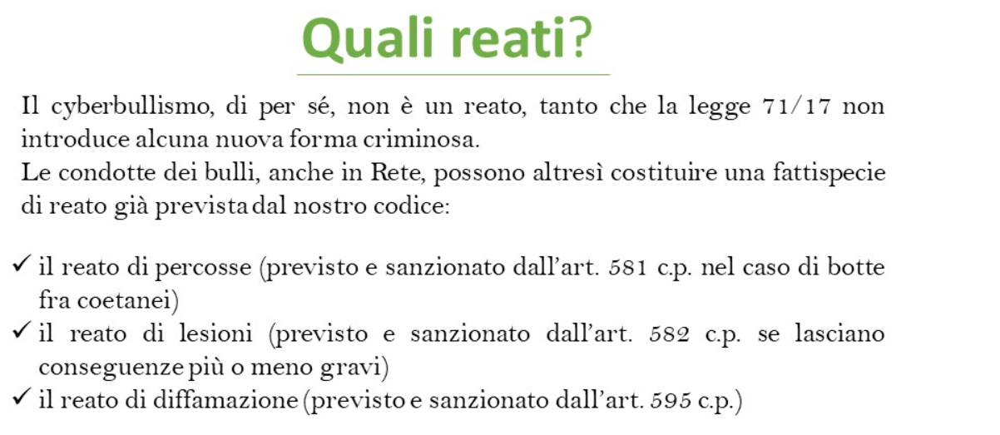 Quali reati?
Il cyberbullismo, di per sé, non è un reato, tanto che la legge 71/17 non
introduce alcuna nuova forma criminosa.
Le condotte dei bulli, anche in Rete, possono altresì costituire una fattispecie
di reato già prevista dal nostro codice:
✓ il reato di percosse (previsto e sanzionato dall'art. 581 c.p. nel caso di botte
fra coetanei)
✓ il reato di lesioni (previsto e sanzionato dall'art. 582 c.p. se lasciano
conseguenze più o meno gravi)
✓ il reato di diffamazione (previsto e sanzionato dall'art. 595 c.p.)